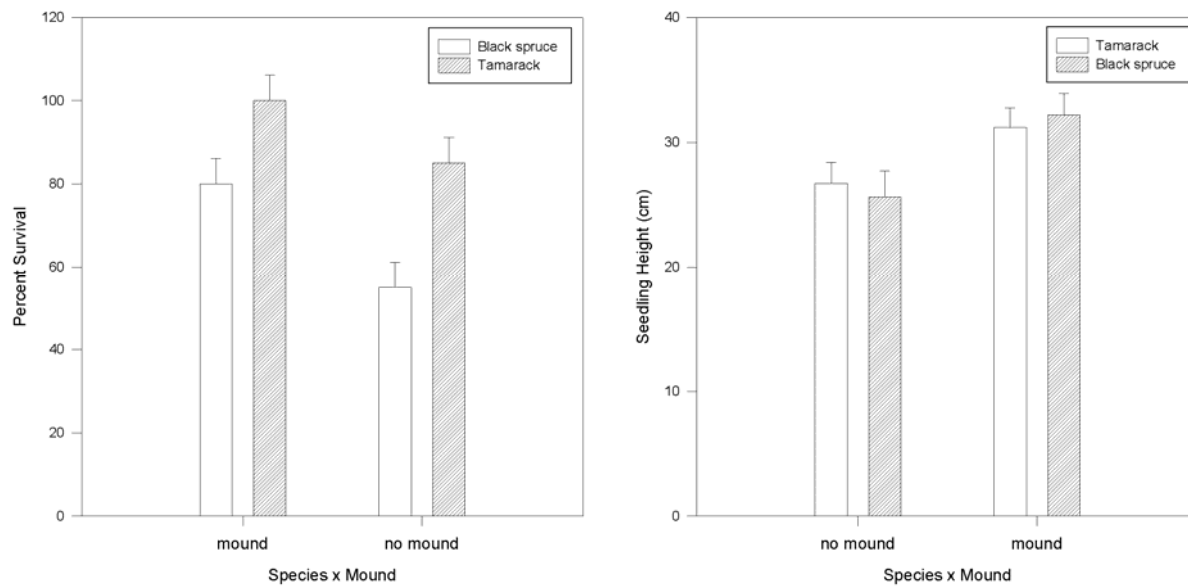 120
100
80
60
40
20
0
Percent Survival
Black spruce
Tamarack
mound
no mound
Species x Mound
40
30
20
10
0
Seedling Height (cm)
Tamarack
Black spruce
no mound
mound
Species x Mound